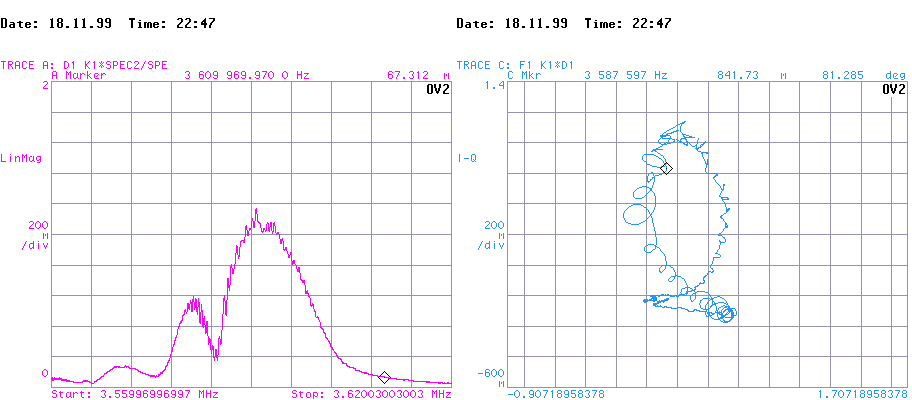 Date: 18.11.99 Time: 22:47
TRACE A: D1 K1*SPEC2/SPE
A Marker 3 609 969.970 0 Hz 67.312 m
2
OV2
LinMag
200
m
/div
0
Start: 3.55996996997 MHz Stop: 3.62003003003 MHz
Date: 18.11.99 Time: 22:47
TRACE C: F1 K1*D1
C Mkr 3 587 597 Hz 841.73 m 81.285 deg
1.4
OV2
I-Q
200
m
/div
-600
m
-0.90718958378 1.70718958378